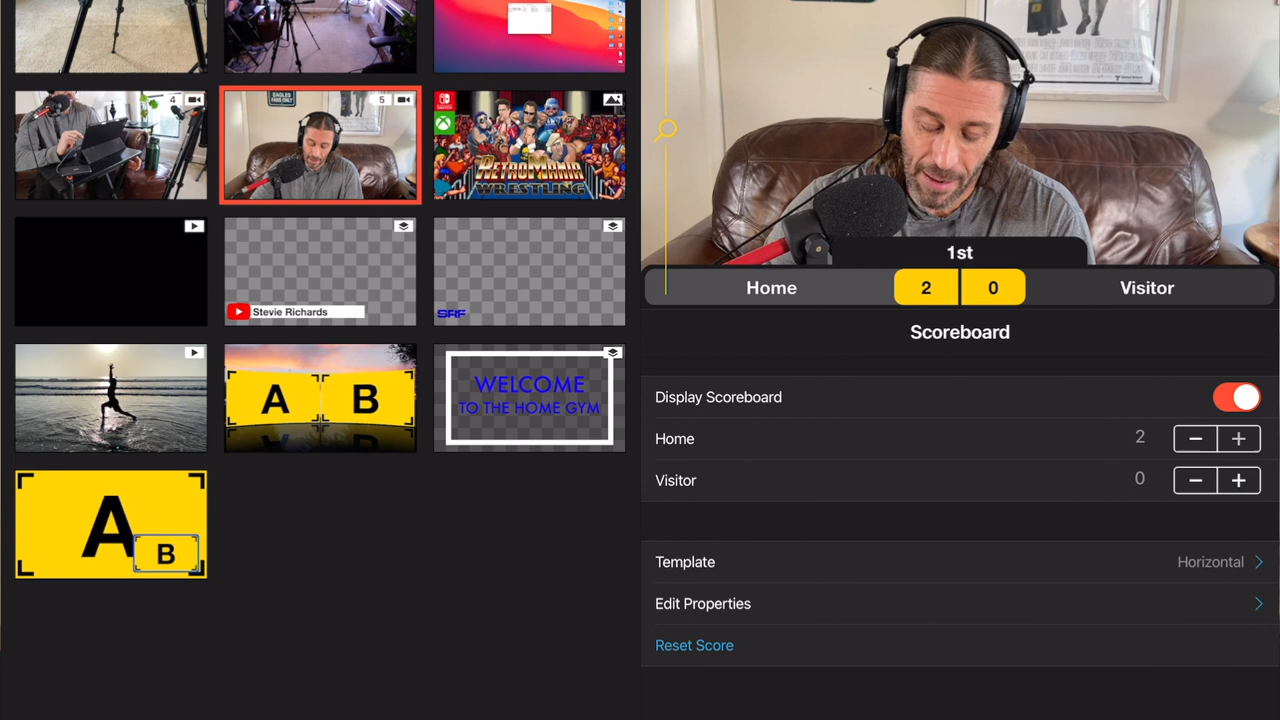 4
5
EAGLES
FANS ONLY
SWITCH
RETROMANIA
WRESTLING
Stevie Richards
SRF
A B
WELCOME
TO THE HOME GYM
A
B
1st
Home 2 0 Visitor
Scoreboard
Display Scoreboard
Home 2 − +
Visitor 0 − +
Template Horizontal
Edit Properties
Reset Score